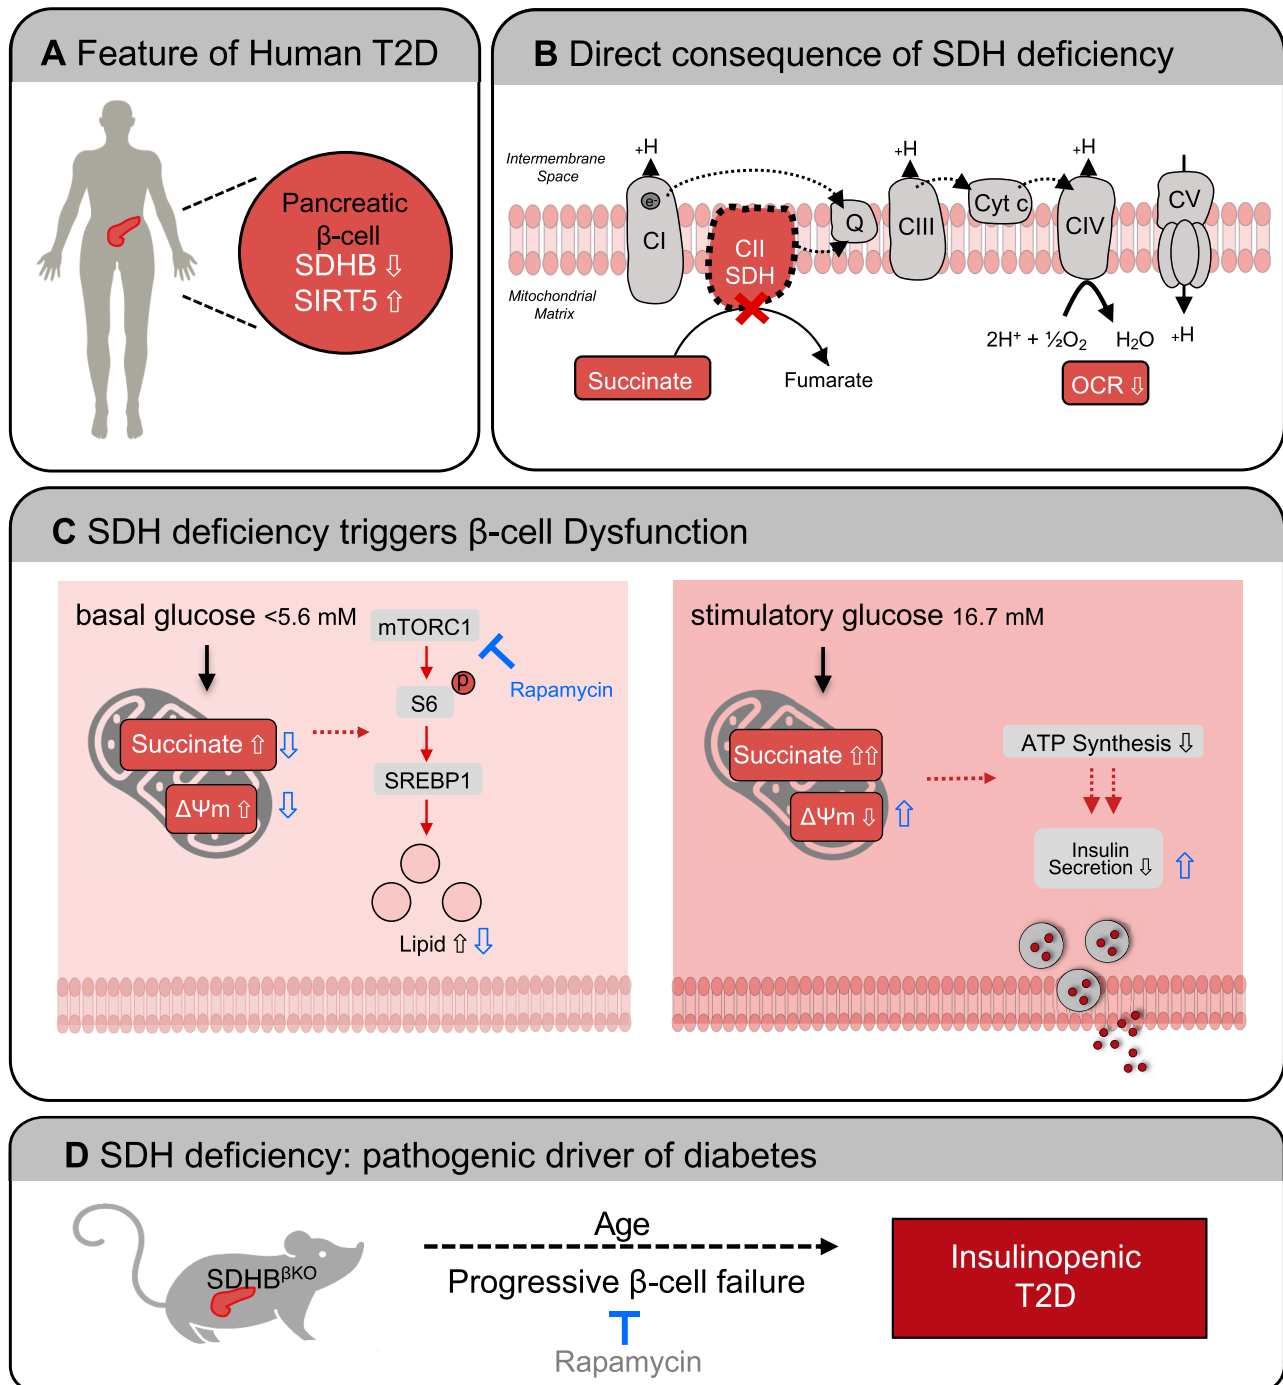 A Feature of Human T2D
Pancreatic
β-cell
SDHB ⇩
SIRT5 ⇧
B Direct consequence of SDH deficiency
Intermembrane
Space
Mitochondrial
Matrix
+H
e-
CI
CII
SDH
Q
+H
CIII
Cyt c
+H
CIV
CV
2H⁺ + ½O₂
H₂O
+H
Succinate
Fumarate
OCR ⇩
C SDH deficiency triggers β-cell Dysfunction
basal glucose <5.6 mM
mTORC1
Rapamycin
p
S6
Succinate ⇧ ⇩
ΔΨm ⇧ ⇩
SREBP1
Lipid ⇧ ⇩
stimulatory glucose 16.7 mM
Succinate ⇧⇧
ΔΨm ⇩ ⇧
ATP Synthesis ⇩
Insulin
Secretion ⇩ ⇧
D SDH deficiency: pathogenic driver of diabetes
SDHB^βKO
Age
Progressive β-cell failure
Rapamycin
Insulinopenic
T2D